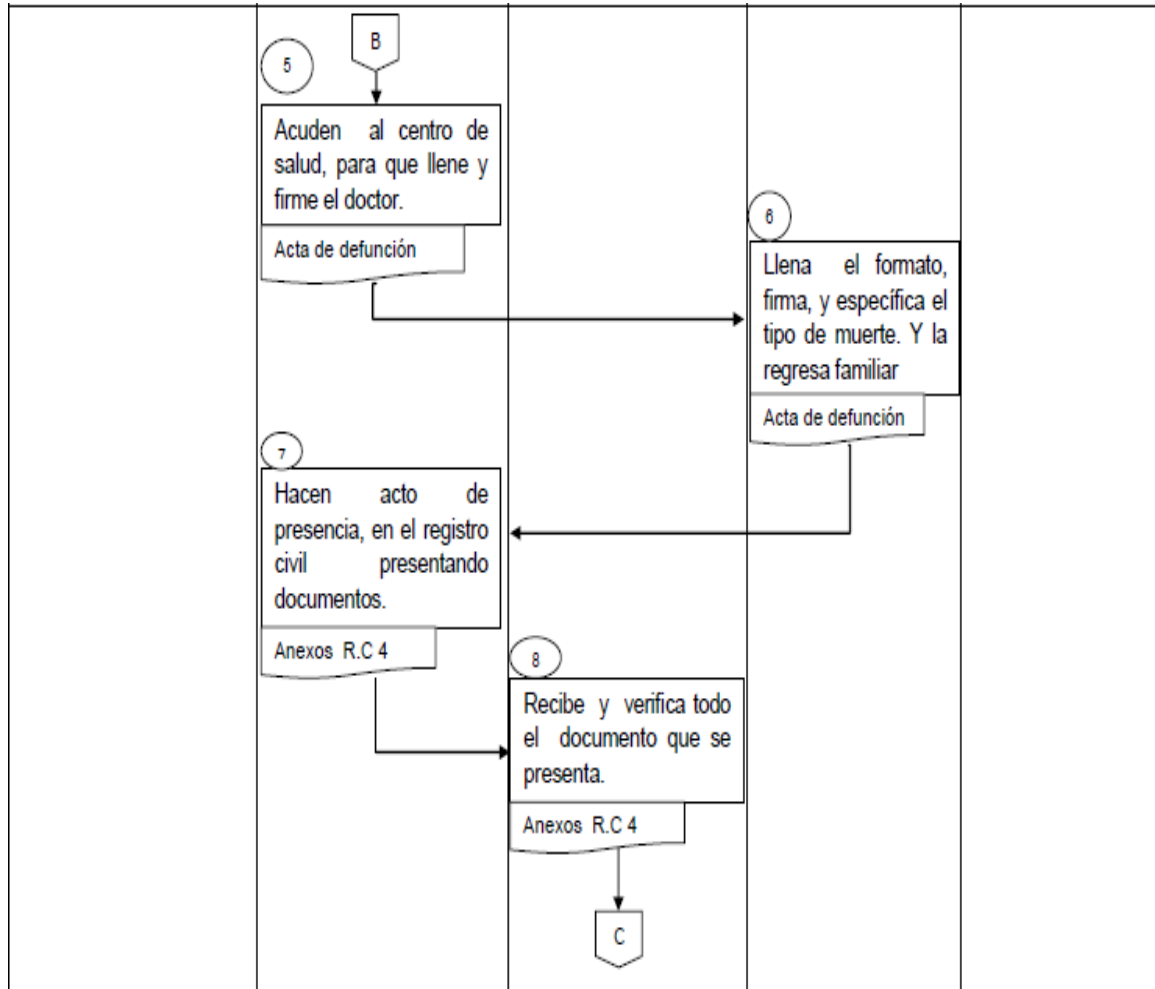 B
5
Acuden al centro de
salud, para que llene y
firme el doctor.
Acta de defunción
6
Llena el formato,
firma, y específica el
tipo de muerte. Y la
regresa familiar
Acta de defunción
7
Hacen acto de
presencia, en el registro
civil presentando
documentos.
Anexos R.C 4
8
Recibe y verifica todo
el documento que se
presenta.
Anexos R.C 4
C